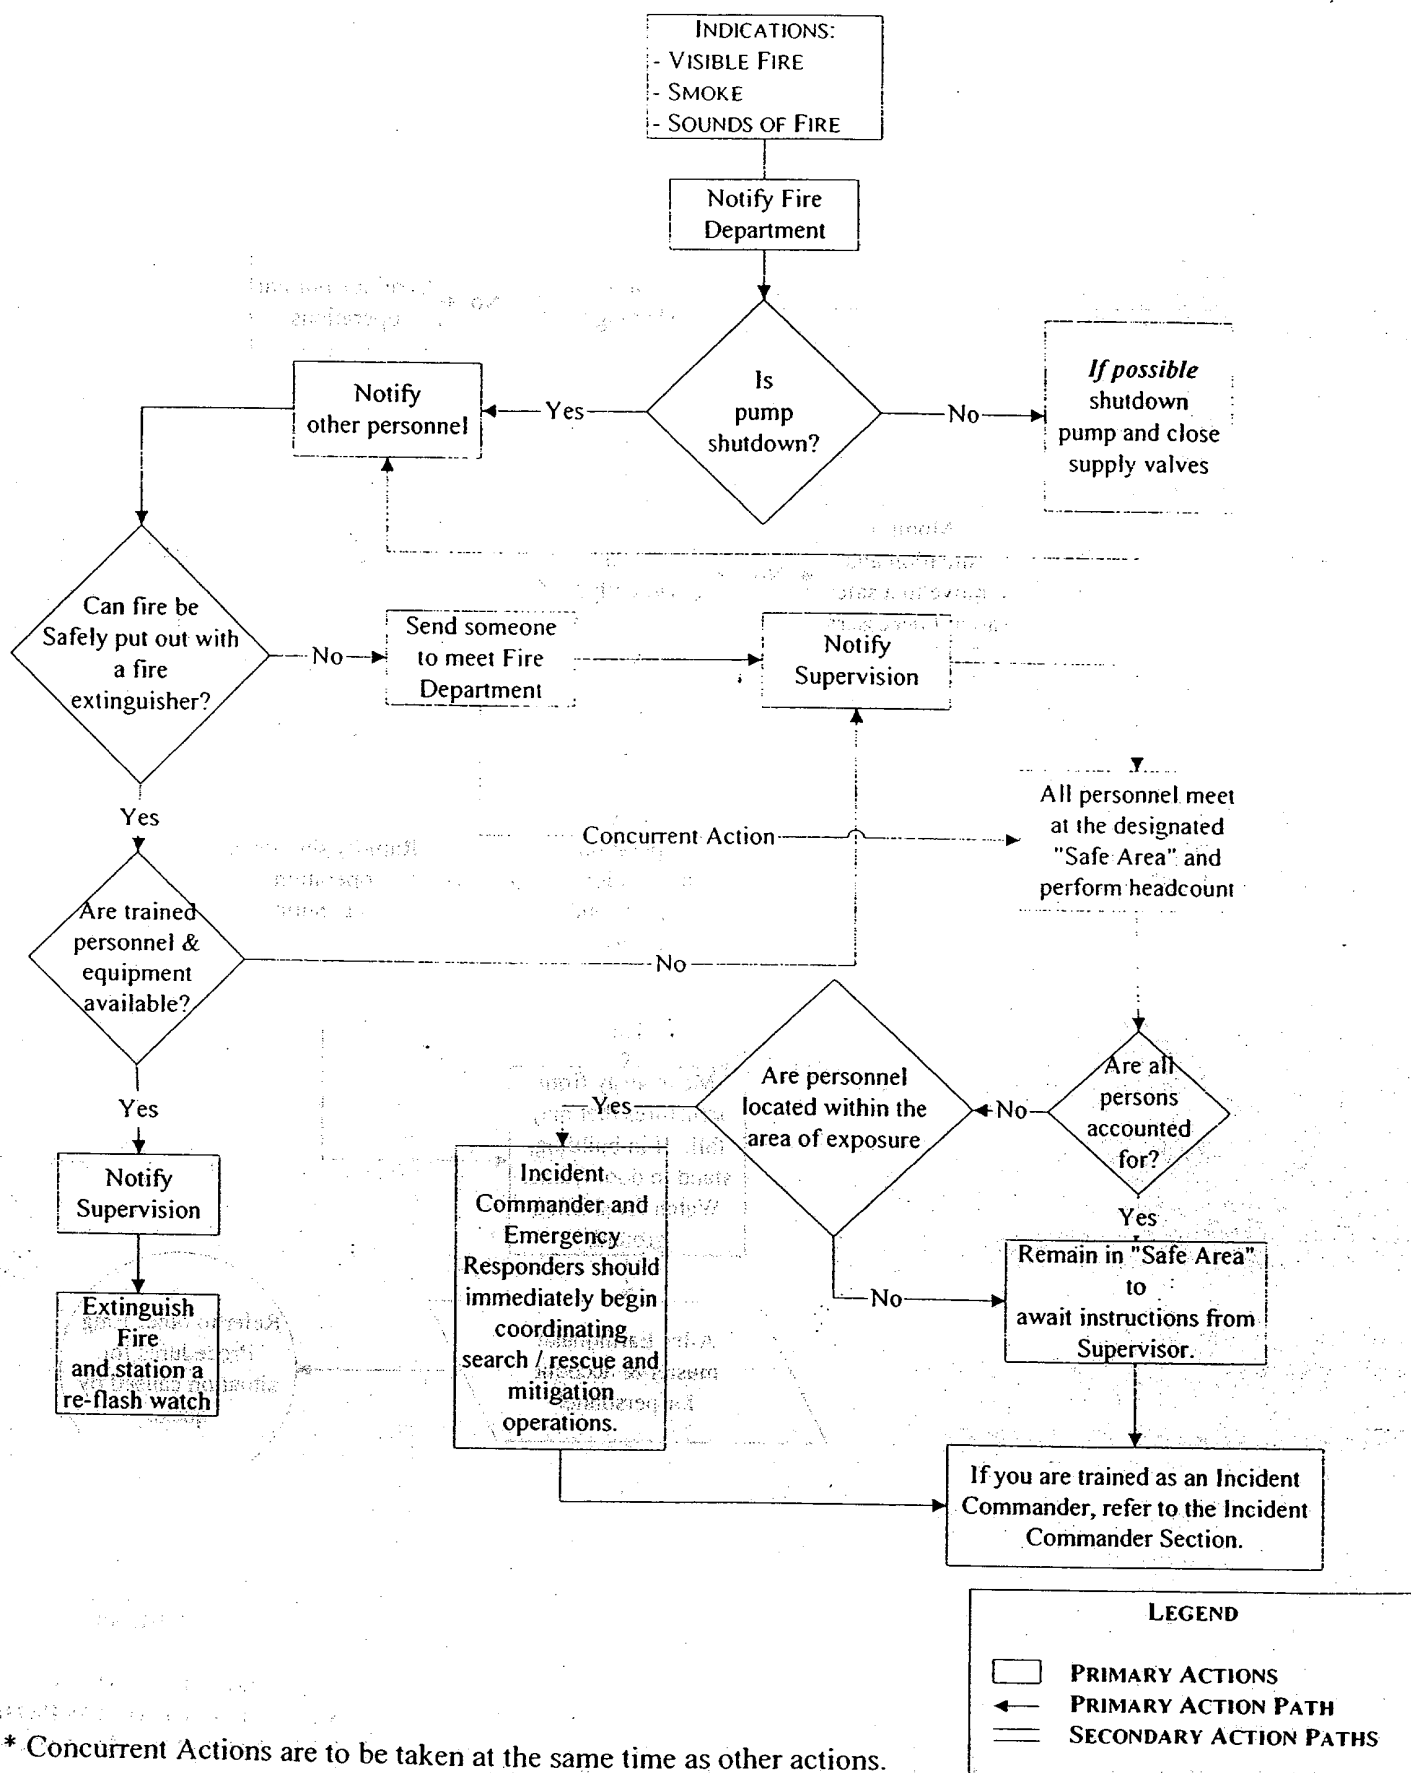 INDICATIONS:
- VISIBLE FIRE
- SMOKE
- SOUNDS OF FIRE
Notify Fire
Department
Is
pump
shutdown?
Yes
No
If possible
shutdown
pump and close
supply valves
Notify
other personnel
Can fire be
Safely put out with
a fire
extinguisher?
No
Send someone
to meet Fire
Department
Notify
Supervision
Yes
Concurrent Action
All personnel meet
at the designated
"Safe Area" and
perform headcount
Are trained
personnel &
equipment
available?
No
Are all
persons
accounted
for?
No
Are personnel
located within the
area of exposure
Yes
Yes
Yes
No
Notify
Supervision
Extinguish
Fire
and station a
re-flash watch
Incident
Commander and
Emergency
Responders should
immediately begin
coordinating
search / rescue and
mitigation
operations.
Remain in "Safe Area"
to
await instructions from
Supervisor.
If you are trained as an Incident
Commander, refer to the Incident
Commander Section.
LEGEND
PRIMARY ACTIONS
PRIMARY ACTION PATH
SECONDARY ACTION PATHS
* Concurrent Actions are to be taken at the same time as other actions.